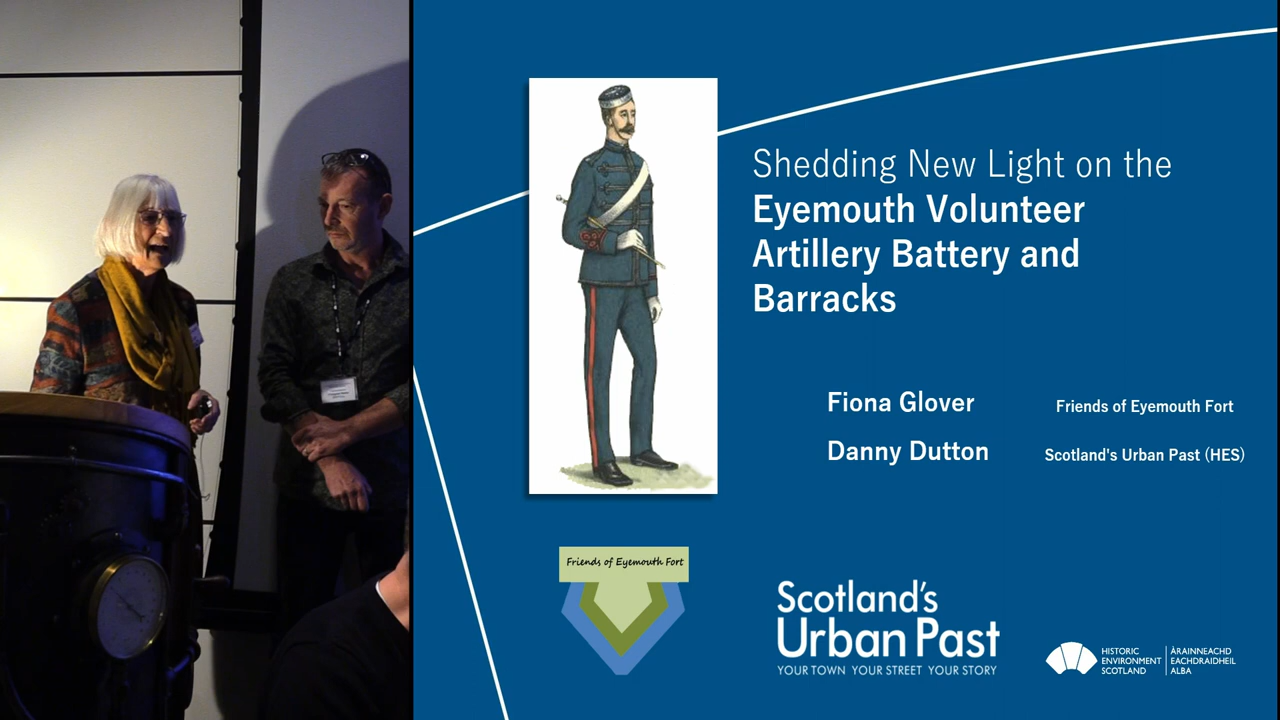 Shedding New Light on the
Eyemouth Volunteer
Artillery Battery and
Barracks
Fiona Glover
Friends of Eyemouth Fort
Danny Dutton
Scotland's Urban Past (HES)
Friends of Eyemouth Fort
Scotland's
Urban Past
YOUR TOWN YOUR STREET YOUR STORY
HISTORIC
ENVIRONMENT
SCOTLAND
ÀRAINNEACHD
EACHDRAIDHEIL
ALBA